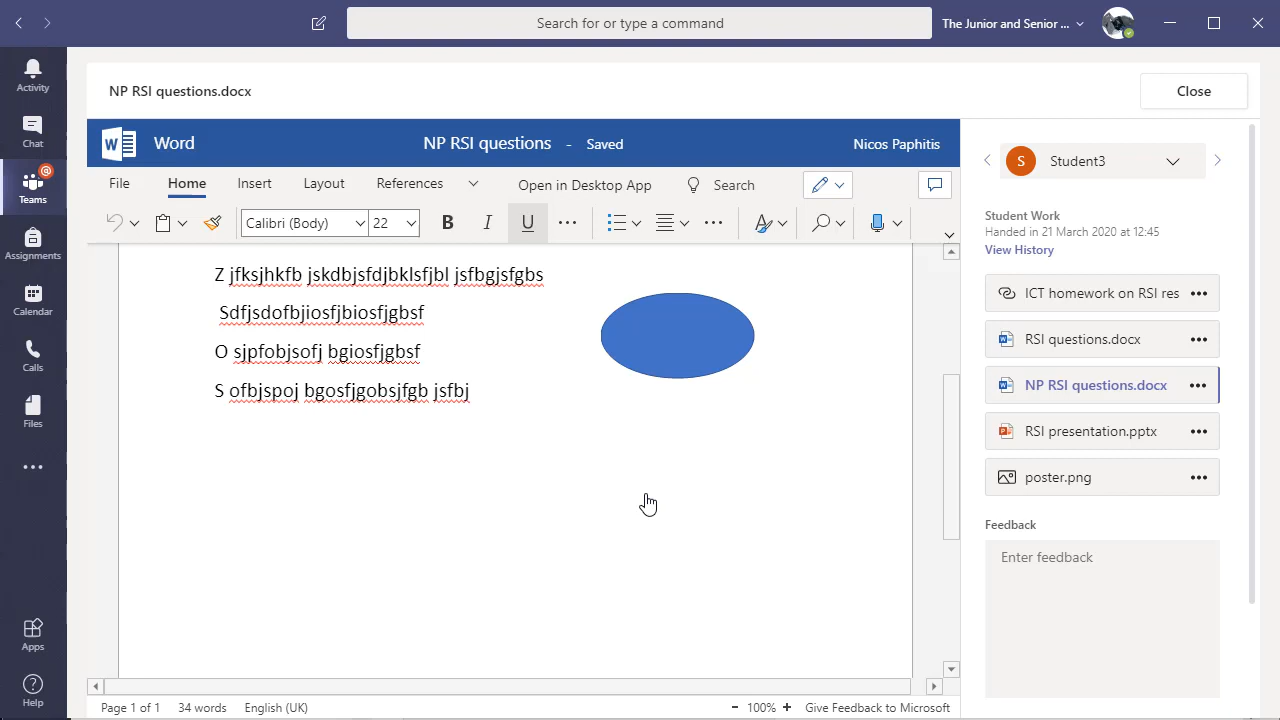 Search for or type a command
The Junior and Senior ...
Activity
Chat
Teams
Assignments
Calendar
Calls
Files
Apps
Help
NP RSI questions.docx
Close
Word
NP RSI questions - Saved
Nicos Paphitis
File Home Insert Layout References Open in Desktop App Search
Calibri (Body) 22 B I U
Z jfksjhkfb jskdbjsfdjbklsfjbl jsfbgjsfgbs
Sdfjsdofbjiosfjbiosfjgbsf
O sjpfobjsofj bgiosfjgbsf
S ofbjspoj bgosfjgobsjfgb jsfbj
Page 1 of 1 34 words English (UK) 100% Give Feedback to Microsoft
S Student3
Student Work
Handed in 21 March 2020 at 12:45
View History
ICT homework on RSI res
RSI questions.docx
NP RSI questions.docx
RSI presentation.pptx
poster.png
Feedback
Enter feedback